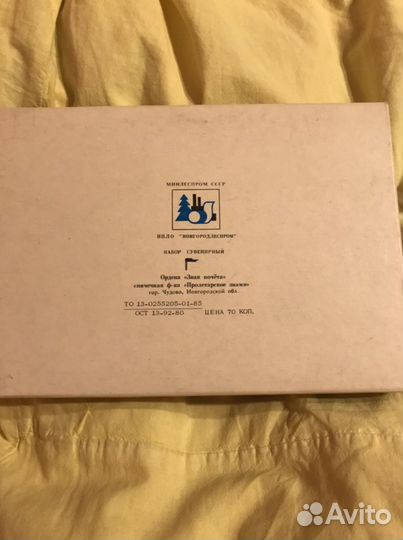 МИНЛЕСПРОМ СССР
НПЛО "НОВГОРОДЛЕСПРОМ"
НАБОР СУВЕНИРНЫЙ
Ордена «Знак почёта»
спичечная ф-ка «Пролетарское знамя»
гор. Чудово, Новгородской обл.
ТО 13-0255205-01-85
ОСТ 13-92-80 ЦЕНА 70 КОП.
Avito